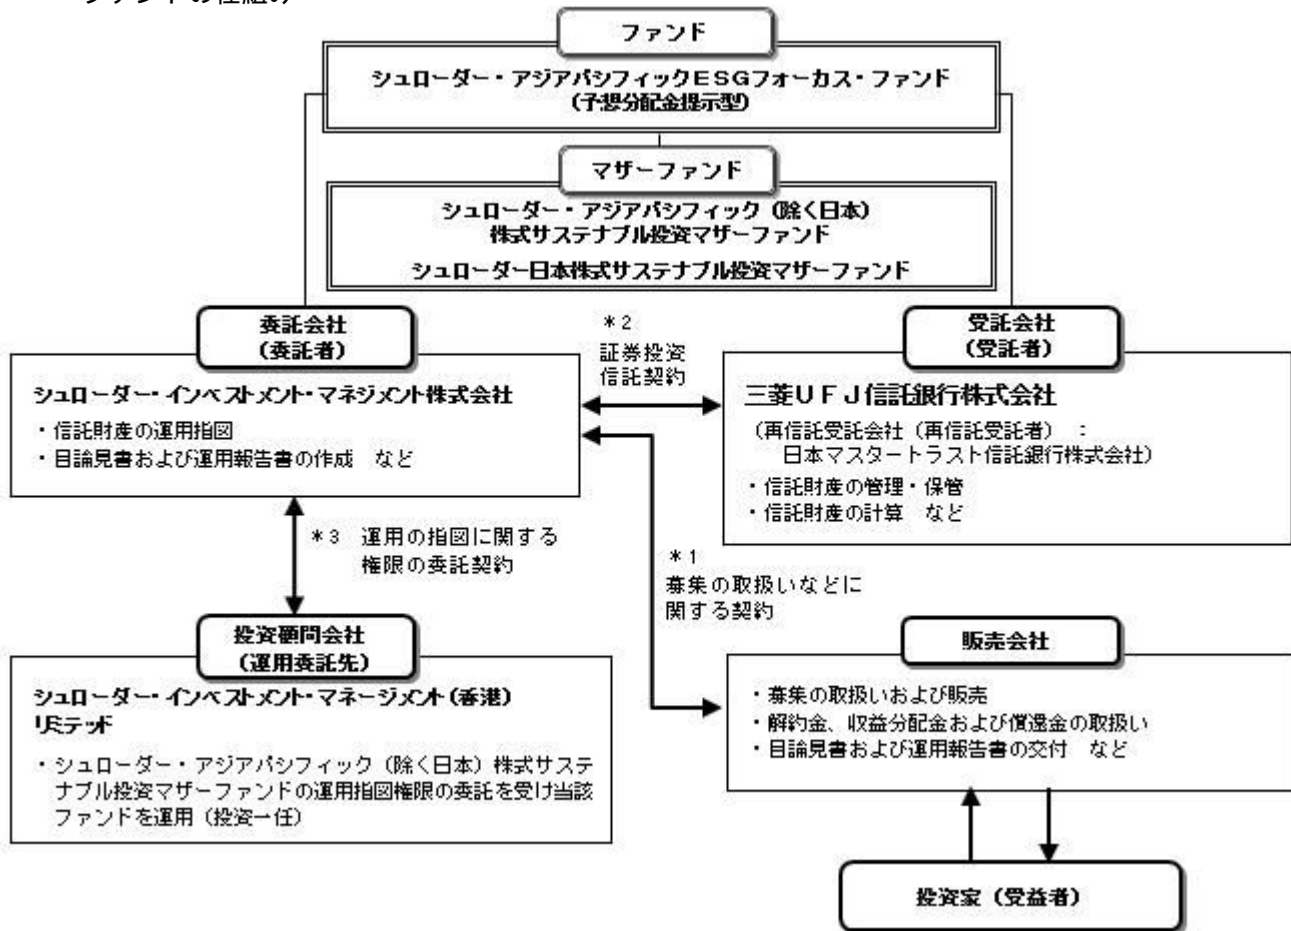 ファンドの仕組み
ファンド
シュローダー・アジアパシフィックＥＳＧフォーカス・ファンド
（予想分配金提示型）
マザーファンド
シュローダー・アジアパシフィック（除く日本）
株式サステナブル投資マザーファンド
シュローダー日本株式サステナブル投資マザーファンド
委託会社
（委託者）
シュローダー・インベストメント・マネジメント株式会社
・信託財産の運用指図
・目論見書および運用報告書の作成　など
＊２
証券投資
信託契約
受託会社
（受託者）
三菱ＵＦＪ信託銀行株式会社
（再信託受託会社（再信託受託者）：
日本マスタートラスト信託銀行株式会社）
・信託財産の管理・保管
・信託財産の計算　など
＊３　運用の指図に関する
権限の委託契約
＊１
募集の取扱いなどに
関する契約
投資顧問会社
（運用委託先）
シュローダー・インベストメント・マネージメント（香港）
リミテッド
・シュローダー・アジアパシフィック（除く日本）株式サステ
ナブル投資マザーファンドの運用指図権限の委託を受け当該
ファンドを運用（投資一任）
販売会社
・募集の取扱いおよび販売
・解約金、収益分配金および償還金の取扱い
・目論見書および運用報告書の交付　など
投資家（受益者）